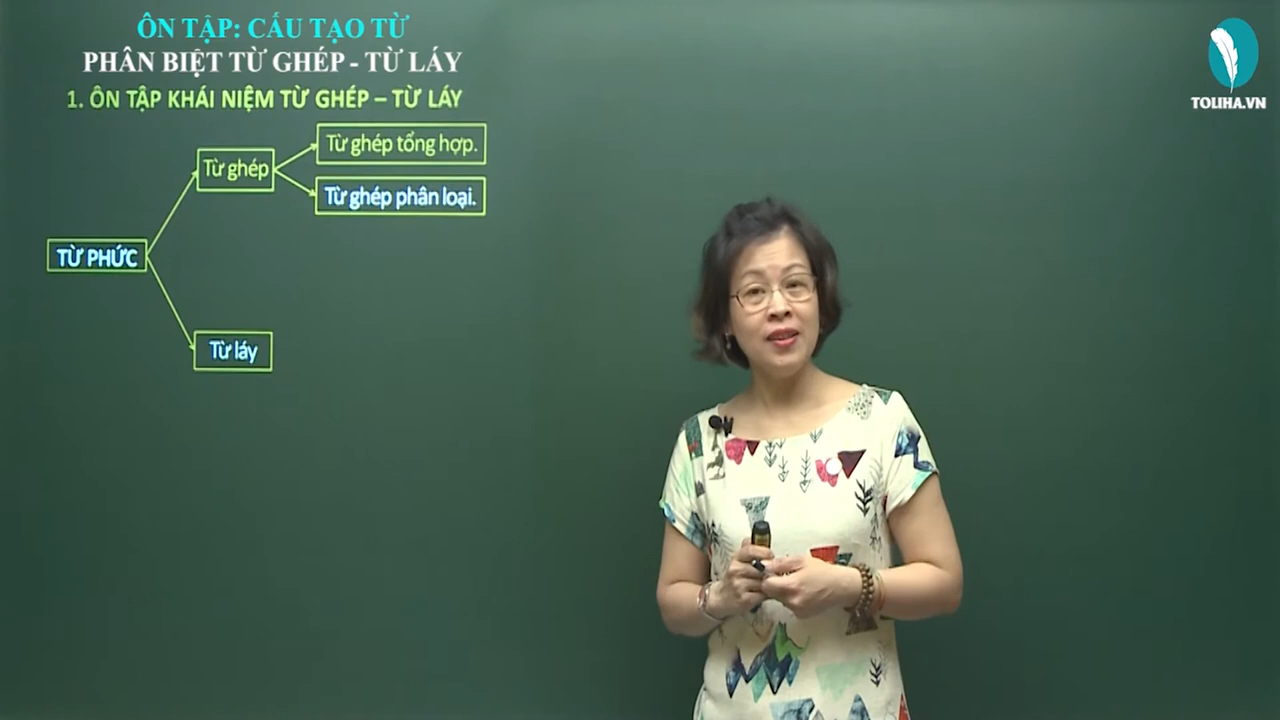 ÔN TẬP: CẤU TẠO TỪ
PHÂN BIỆT TỪ GHÉP - TỪ LÁY
1. ÔN TẬP KHÁI NIỆM TỪ GHÉP – TỪ LÁY
Từ ghép tổng hợp.
Từ ghép
Từ ghép phân loại.
TỪ PHỨC
Từ láy
TOLIHA.VN